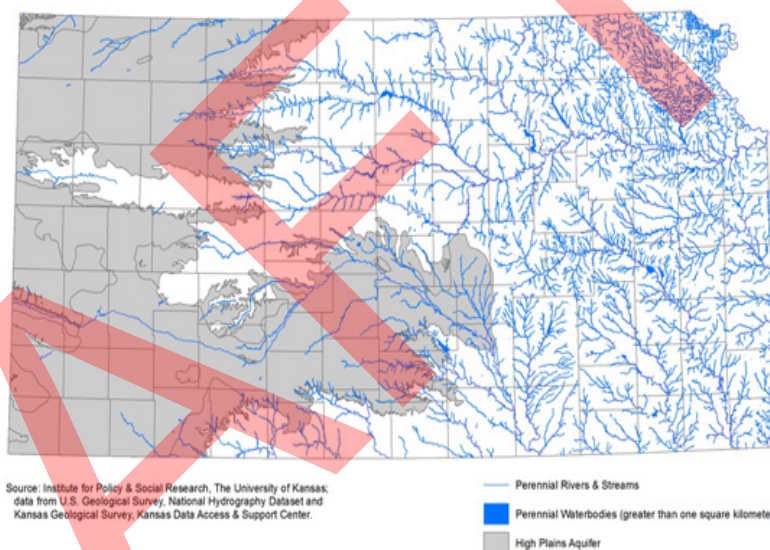 Source: Institute for Policy & Social Research, The University of Kansas;
data from U.S. Geological Survey, National Hydrography Dataset and
Kansas Geological Survey, Kansas Data Access & Support Center.
Perennial Rivers & Streams
Perennial Waterbodies (greater than one square kilomete
High Plains Aquifer